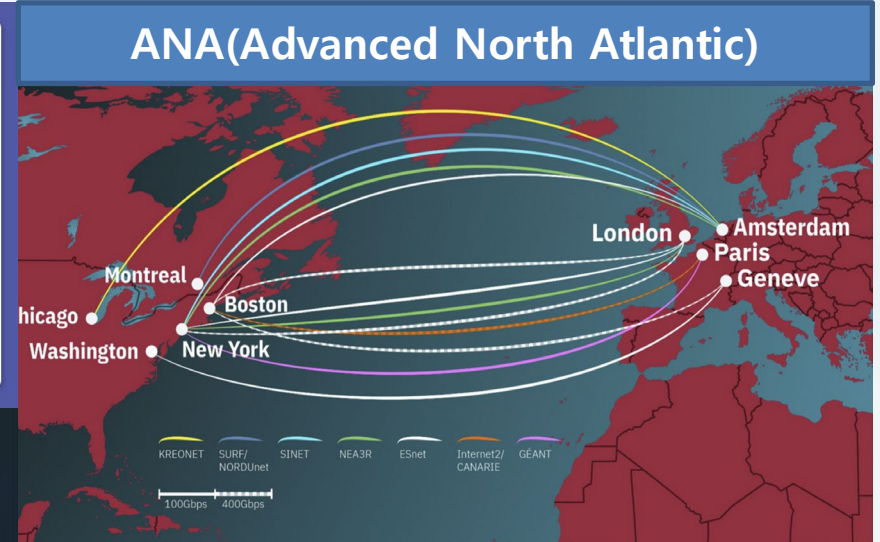 ANA(Advanced North Atlantic)
London
Amsterdam
Paris
Geneve
Montreal
Boston
hicago
New York
Washington
KREONET
SURF/
NORDUnet
SINET
NEA3R
ESnet
Internet2/
CANARIE
GÉANT
100Gbps
400Gbps